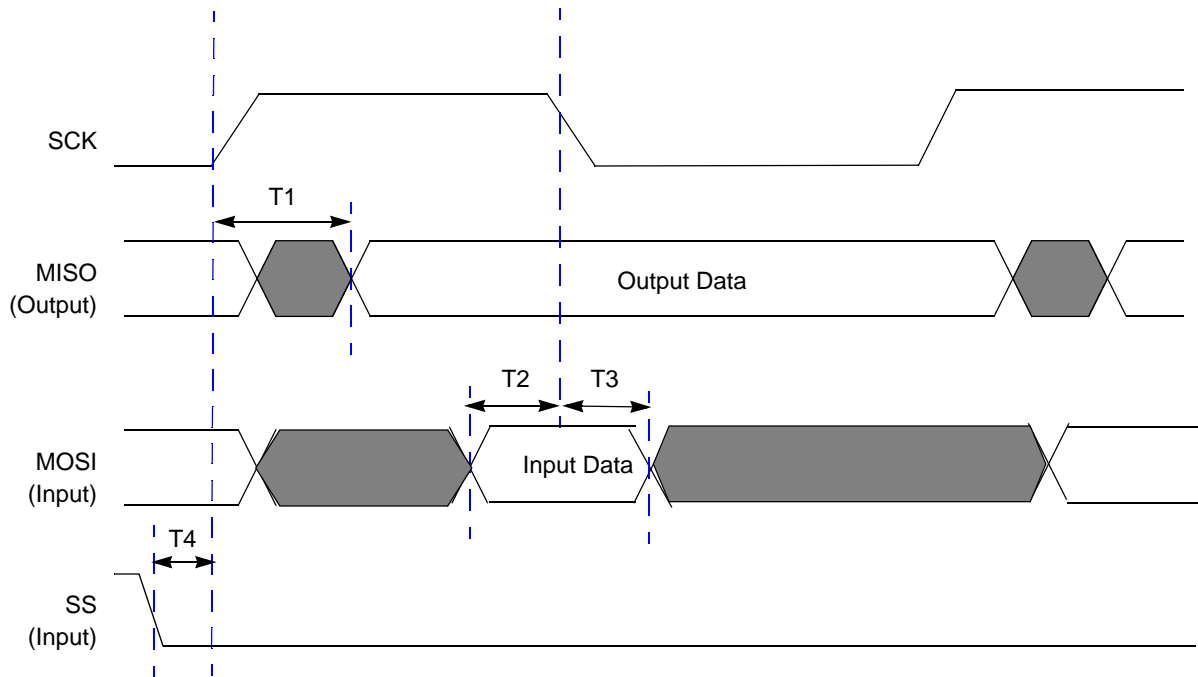 SCK
T1
MISO
(Output)
Output Data
T2
T3
MOSI
(Input)
Input Data
T4
SS
(Input)